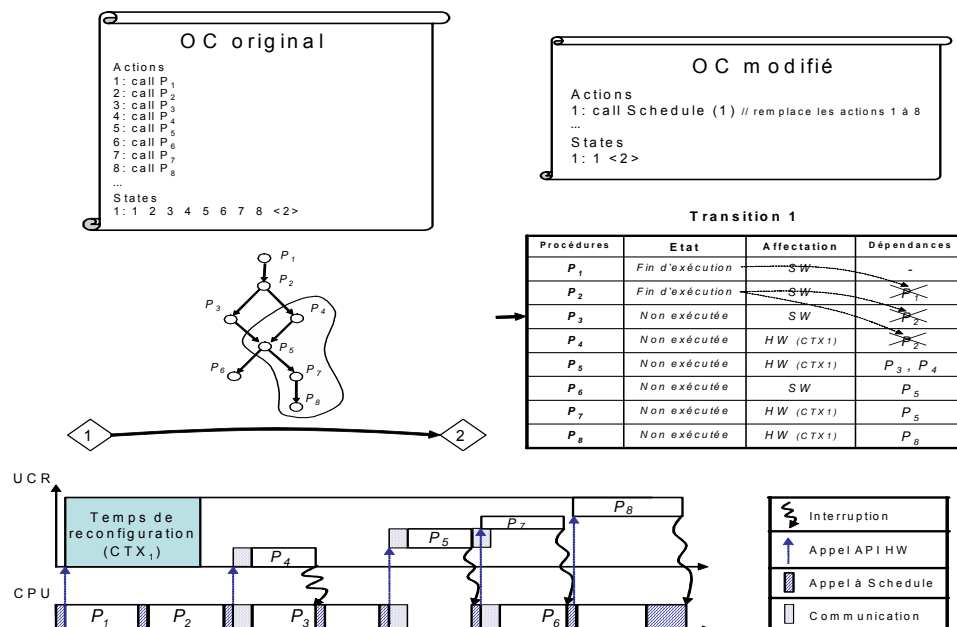 OC original
Actions
1: call P1
2: call P2
3: call P3
4: call P4
5: call P5
6: call P6
7: call P7
8: call P8
...
States
1: 1 2 3 4 5 6 7 8 <2>
OC modifié
Actions
1: call Schedule (1) // remplace les actions 1 à 8
...
States
1: 1 <2>
P1
P2
P3
P4
P5
P6
P7
P8
1
2
Transition 1
Procédures Etat Affectation Dépendances
P1 Fin d'exécution SW -
P2 Fin d'exécution SW P1
P3 Non exécutée SW P2
P4 Non exécutée HW (CTX1) P2
P5 Non exécutée HW (CTX1) P3, P4
P6 Non exécutée SW P5
P7 Non exécutée HW (CTX1) P5
P8 Non exécutée HW (CTX1) P8
UCR
Temps de
reconfiguration
(CTX1)
P4
P5
P7
P8
CPU
P1
P2
P3
P6
Interruption
Appel API HW
Appel à Schedule
Communication